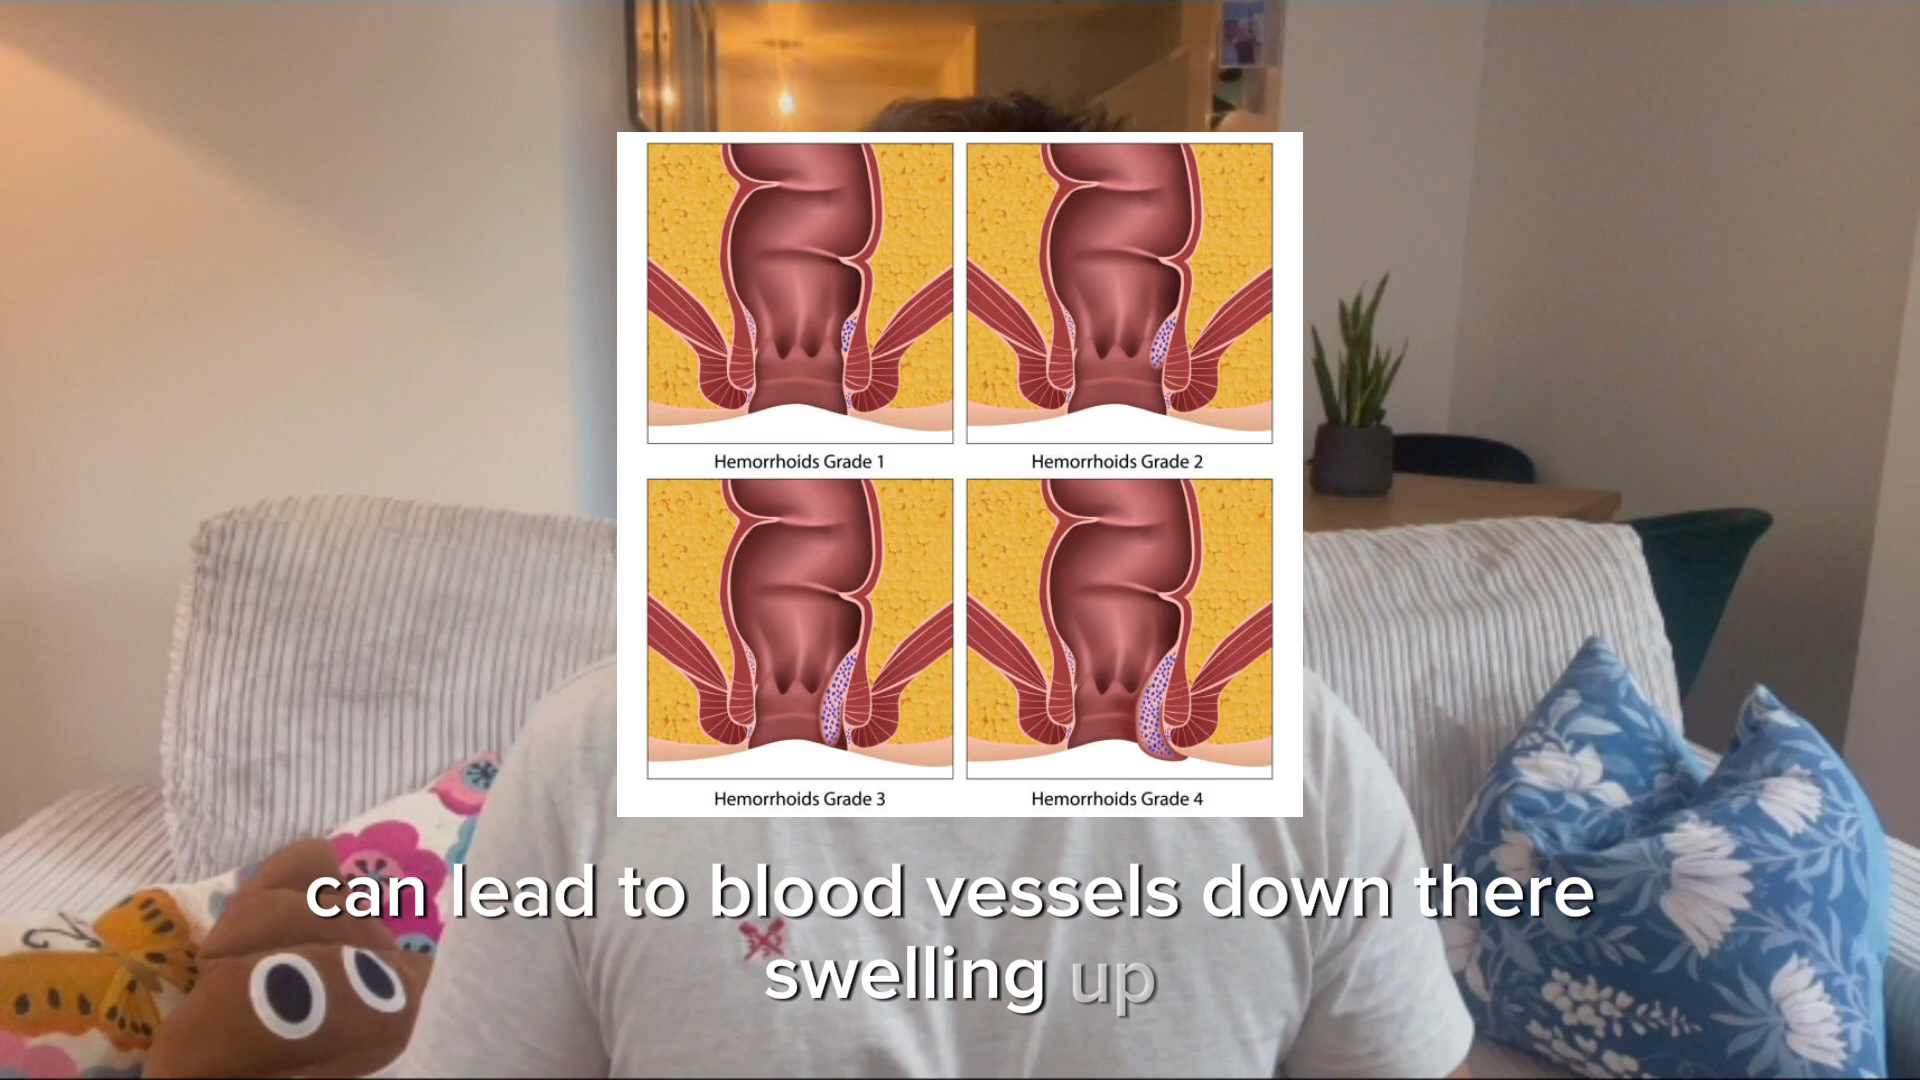 Hemorrhoids Grade 1
Hemorrhoids Grade 2
Hemorrhoids Grade 3
Hemorrhoids Grade 4
can lead to blood vessels down there
swelling up